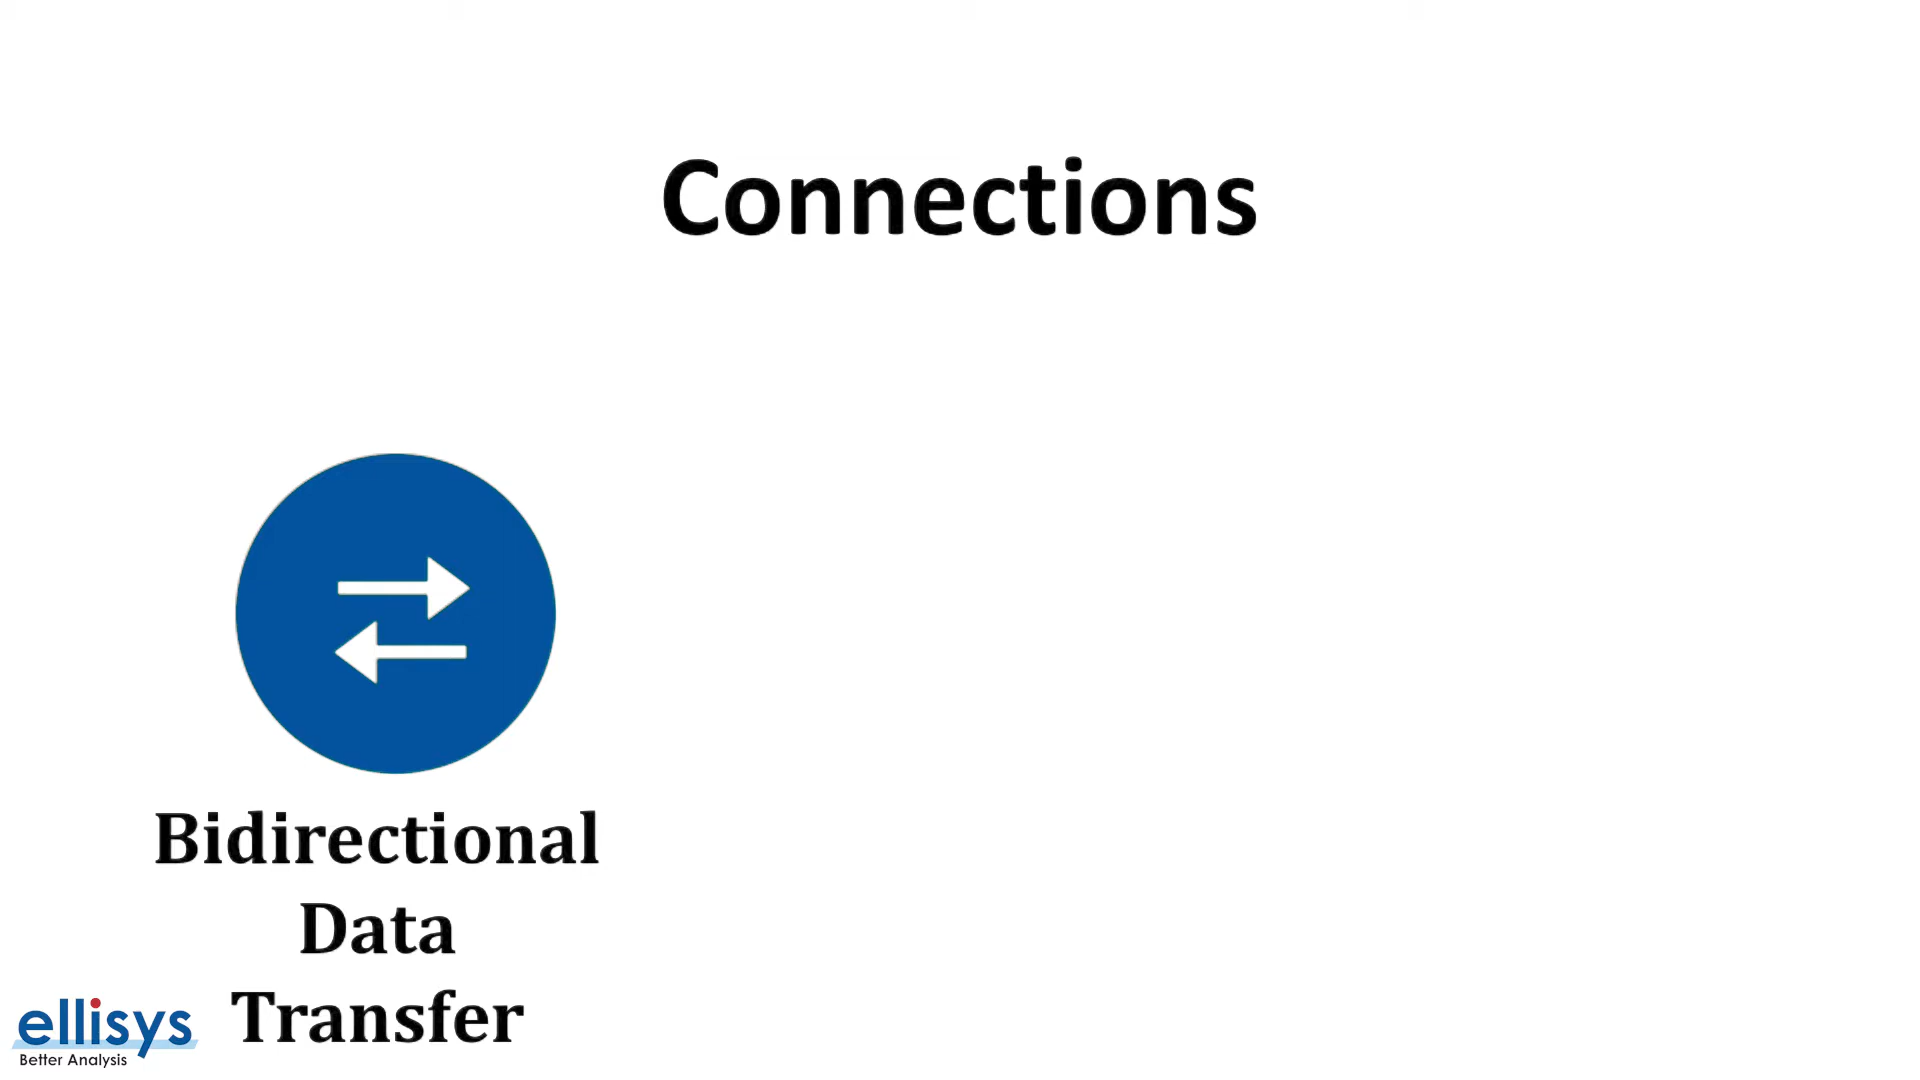 Connections
Bidirectional
Data
Transfer
ellisys
Better Analysis